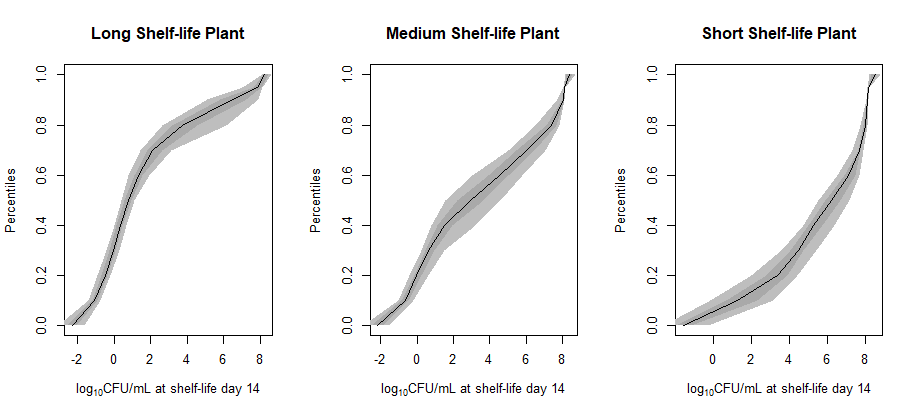 Long Shelf-life Plant
Percentiles
0.0 0.2 0.4 0.6 0.8 1.0
-2 0 2 4 6 8
log₁₀CFU/mL at shelf-life day 14
Medium Shelf-life Plant
Percentiles
0.0 0.2 0.4 0.6 0.8 1.0
-2 0 2 4 6 8
log₁₀CFU/mL at shelf-life day 14
Short Shelf-life Plant
Percentiles
0.0 0.2 0.4 0.6 0.8 1.0
0 2 4 6 8
log₁₀CFU/mL at shelf-life day 14